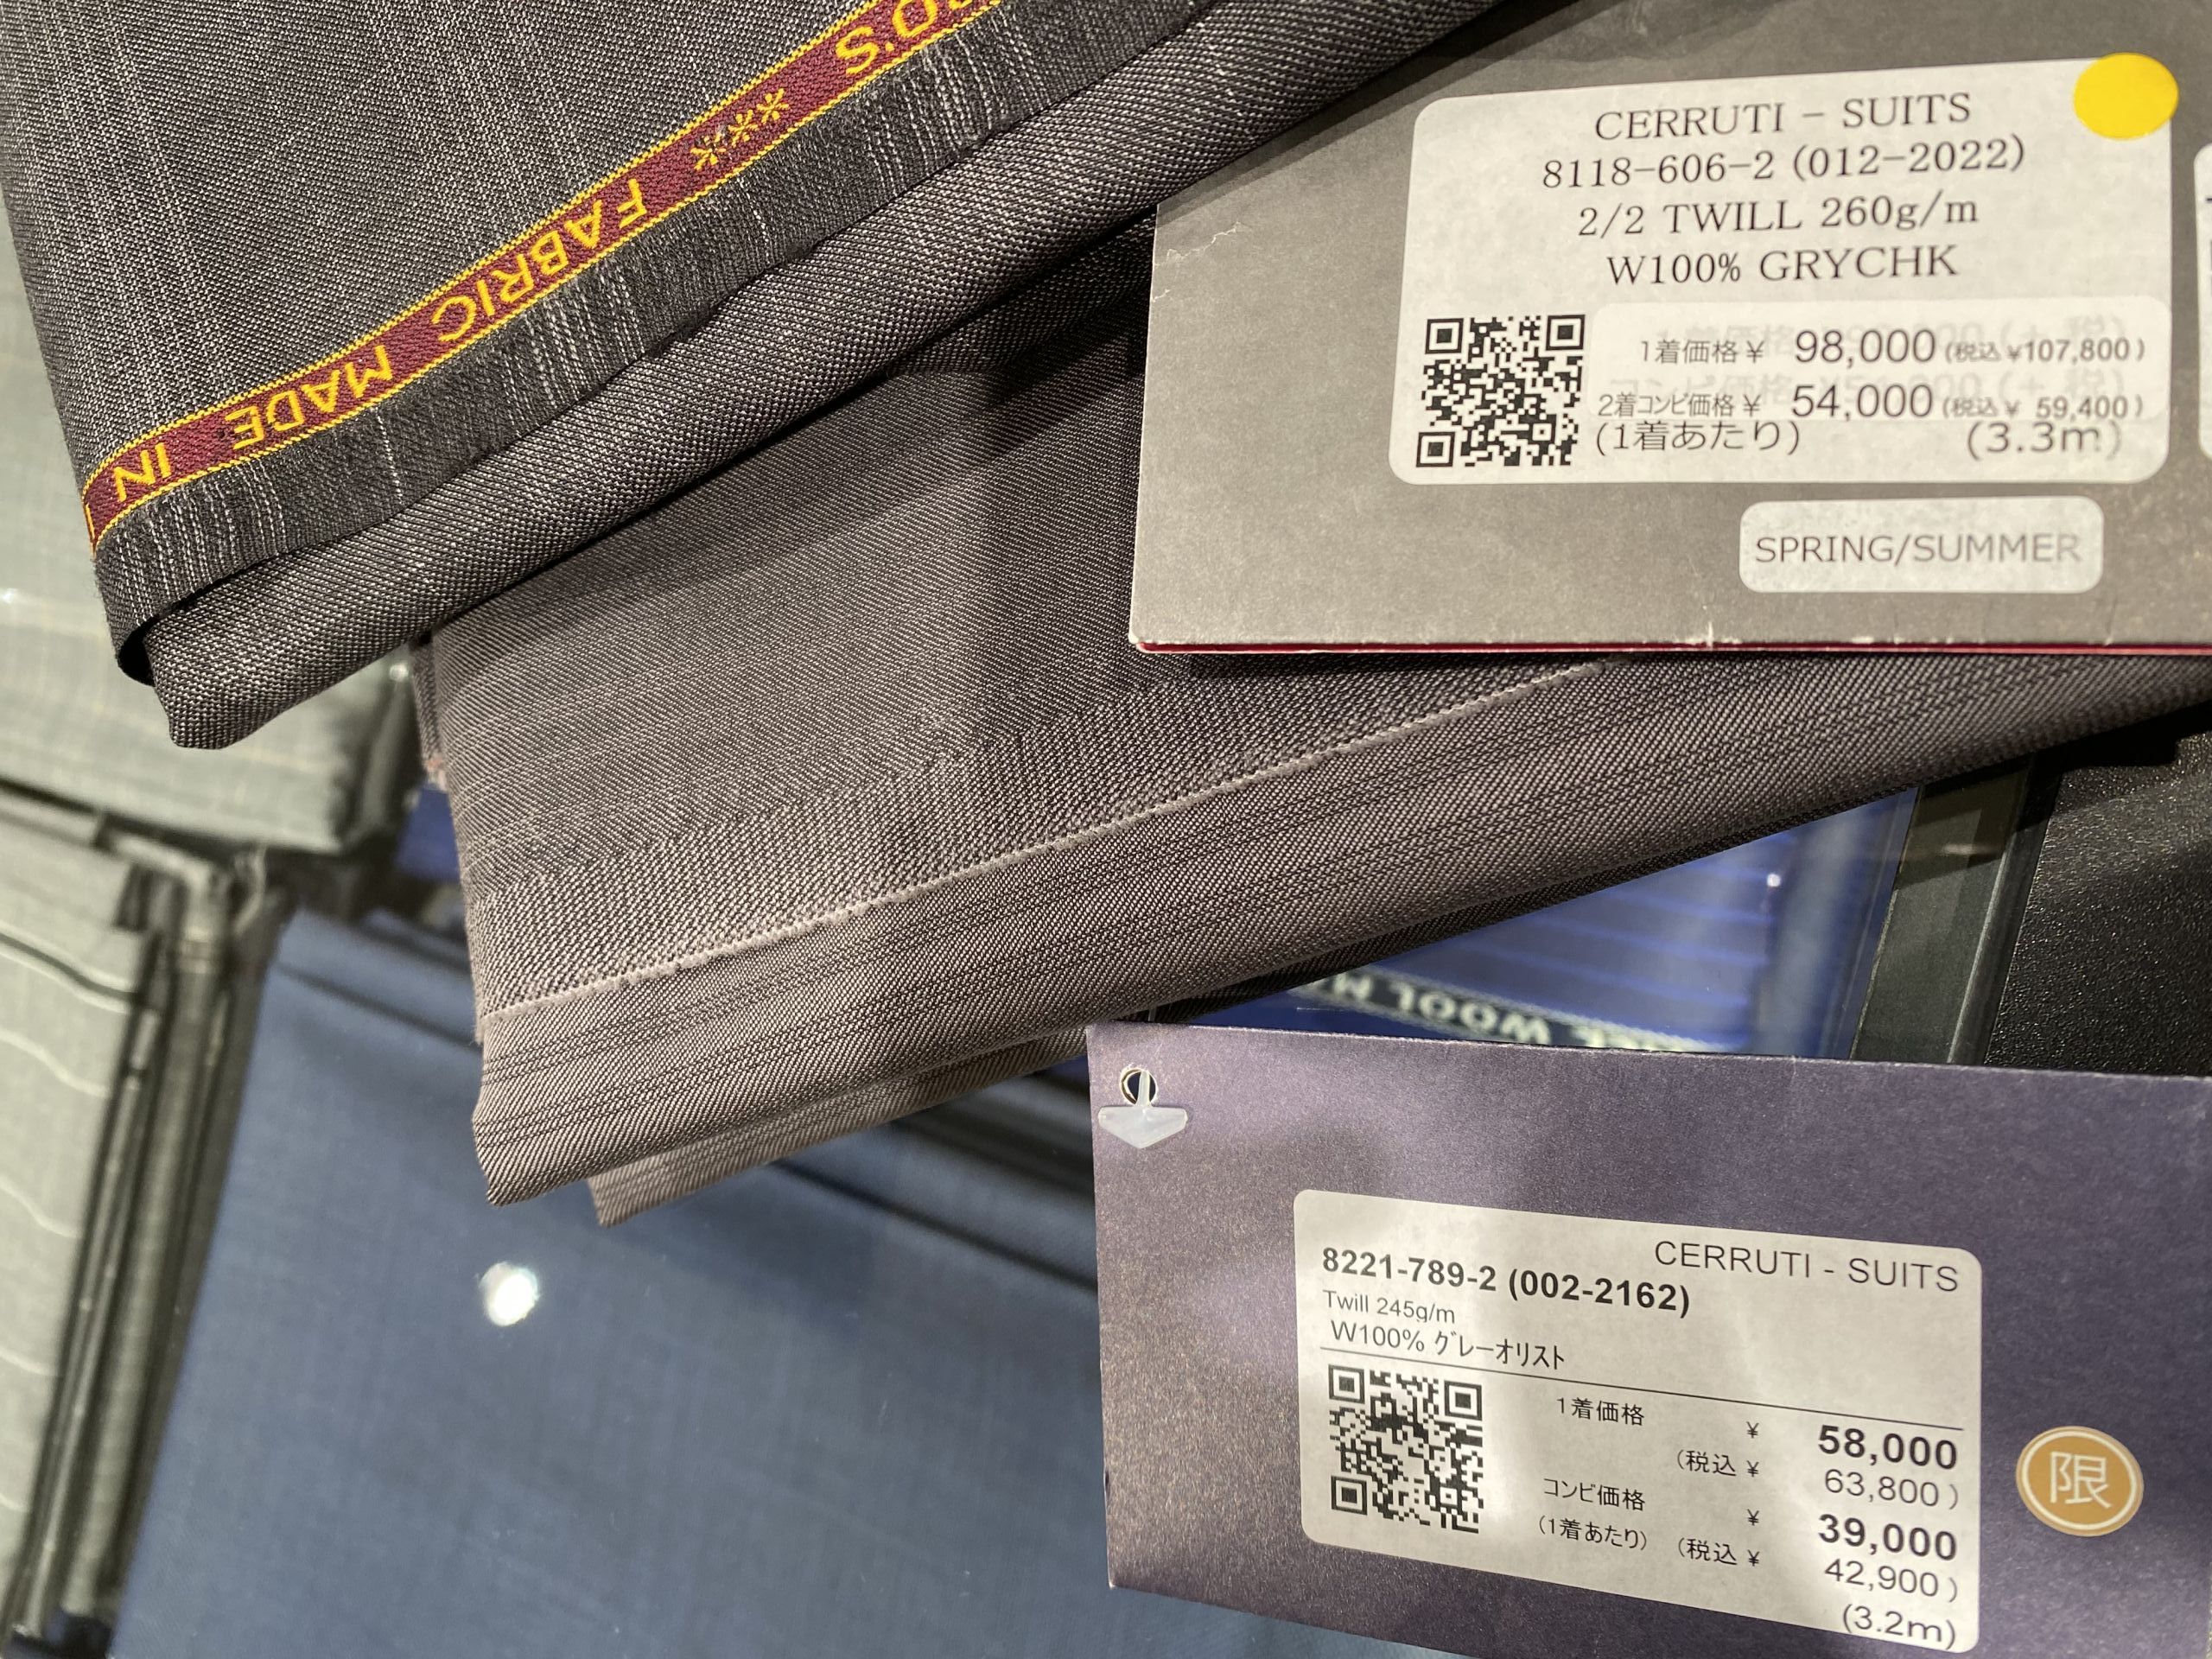 RO'S *** FABRIC MADE IN
CERRUTI - SUITS
8118-606-2 (012-2022)
2/2 TWILL 260g/m
W100% GRYCHK
1着価格¥ 98,000(税込¥107,800)
2着コンビ価格¥ 54,000(税込¥ 59,400)
(1着あたり) (3.3m)
SPRING/SUMMER
WOOL
CERRUTI - SUITS
8221-789-2 (002-2162)
Twill 245g/m
W100% グレーオリスト
1着価格 ¥ 58,000
(税込 ¥ 63,800)
コンビ価格 ¥ 39,000
(1着あたり) (税込 ¥ 42,900)
(3.2m)
限